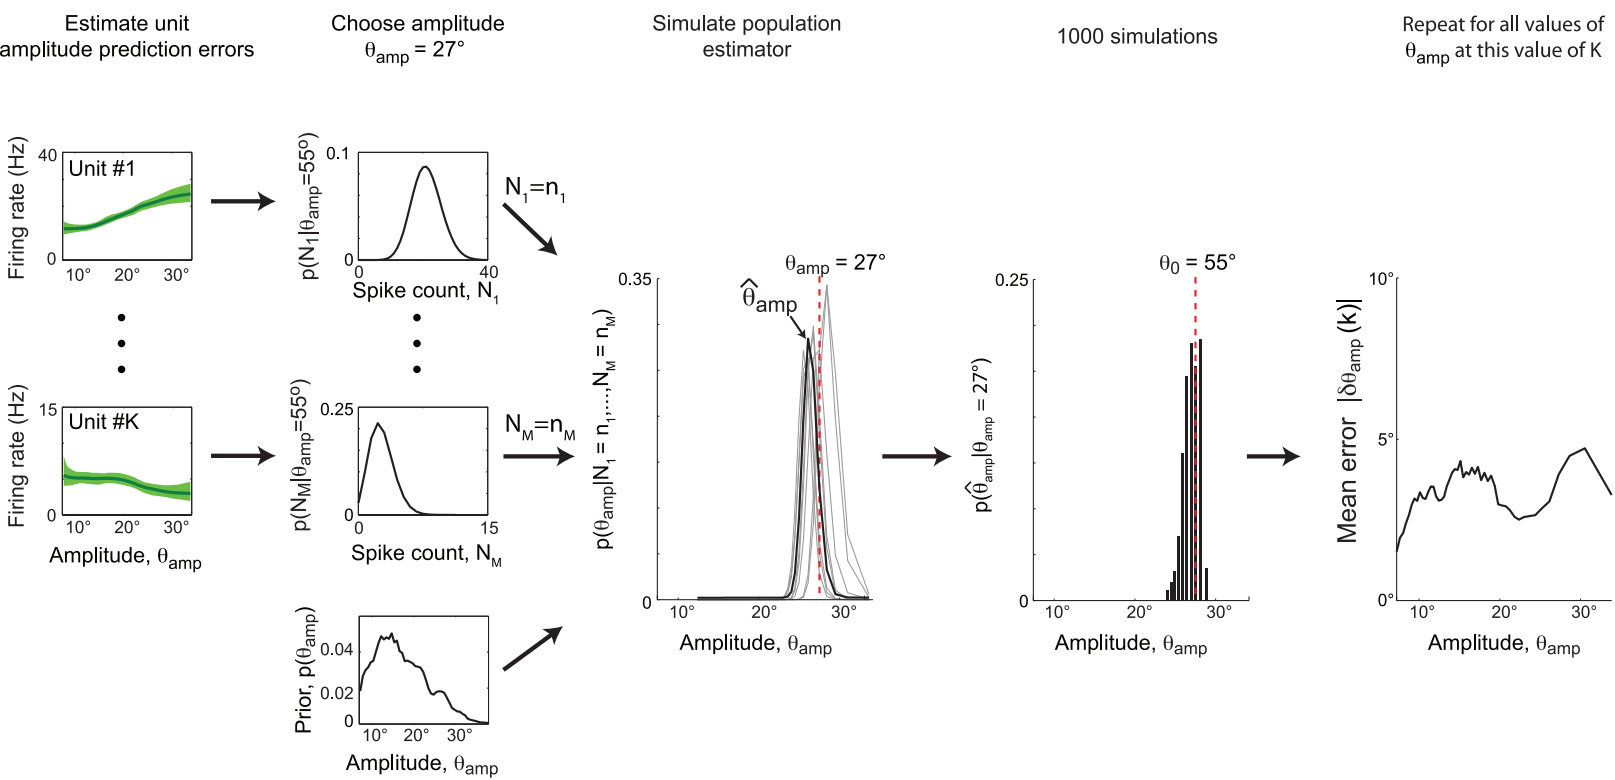 Estimate unit
amplitude prediction errors
Choose amplitude
θamp = 27°
Simulate population
estimator
1000 simulations
Repeat for all values of
θamp at this value of K
Firing rate (Hz)
40
20
0
Unit #1
10° 20° 30°
p(N1|θamp=55°)
0.1
0
0 40
Spike count, N1
N1=n1
Firing rate (Hz)
15
0
Unit #K
10° 20° 30°
Amplitude, θamp
p(NM|θamp=55°)
0.25
0
0 15
Spike count, NM
NM=nM
Prior, p(θamp)
0.04
0.02
0
10° 20° 30°
Amplitude, θamp
p(θamp|N1 = n1,...,NM = nM)
0.35
0
θamp = 27°
θ̂amp
10° 20° 30°
Amplitude, θamp
p(θ̂amp|θamp = 27°)
0.25
0
θ0 = 55°
10° 20° 30°
Amplitude, θamp
Mean error |δθamp(k)|
10°
5°
0°
10° 20° 30°
Amplitude, θamp